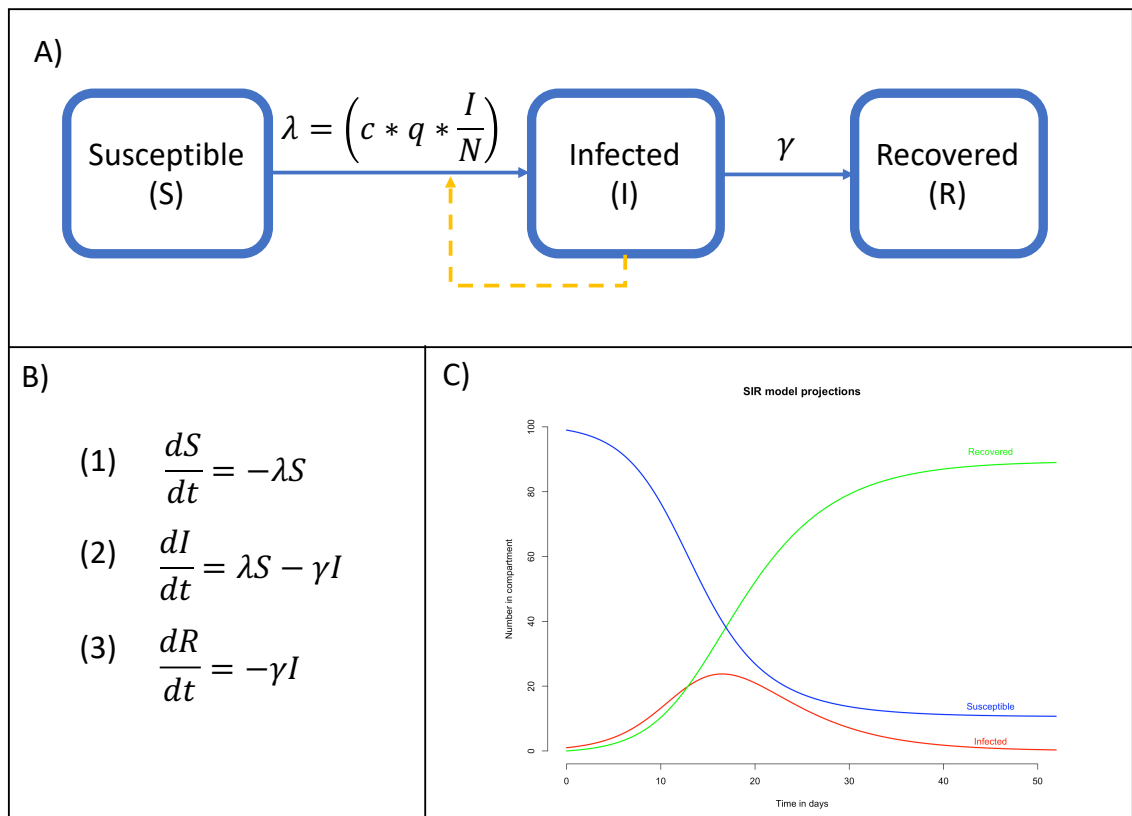 A)
Susceptible
(S)
λ = (c * q * I/N)
Infected
(I)
γ
Recovered
(R)
B)
(1) dS/dt = −λS
(2) dI/dt = λS − γI
(3) dR/dt = −γI
C)
SIR model projections
Number in compartment
100
80
60
40
20
0
Recovered
Susceptible
Infected
0 10 20 30 40 50
Time in days